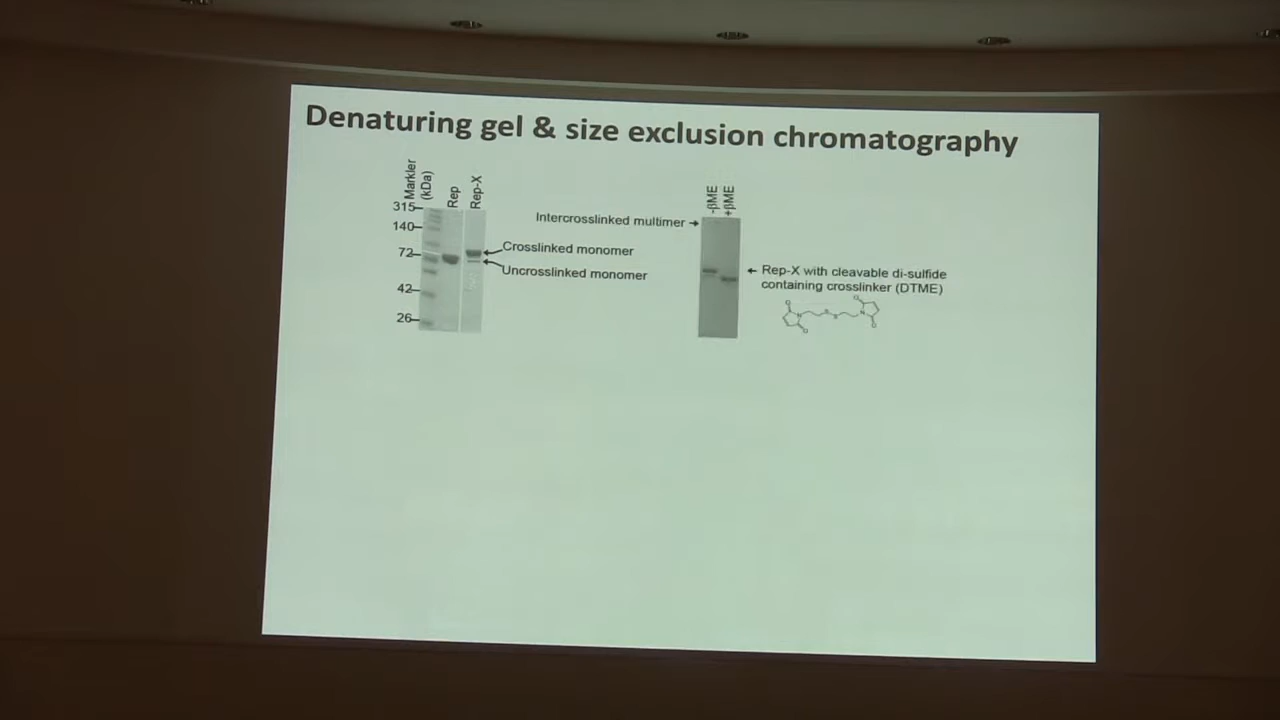 Denaturing gel & size exclusion chromatography
Markler
(kDa)
Rep
Rep-X
315
140
72
42
26
Crosslinked monomer
Uncrosslinked monomer
-βME
+βME
Intercrosslinked multimer
Rep-X with cleavable di-sulfide
containing crosslinker (DTME)